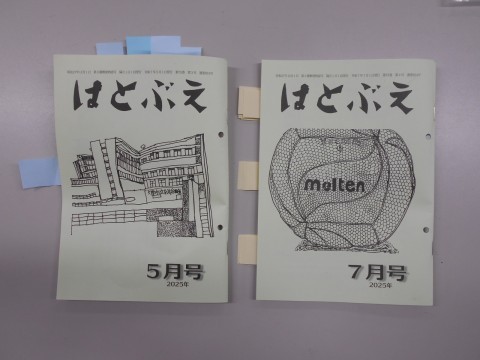 はとぶえ
5月号
2025年
はとぶえ
molten
7月号
2025年